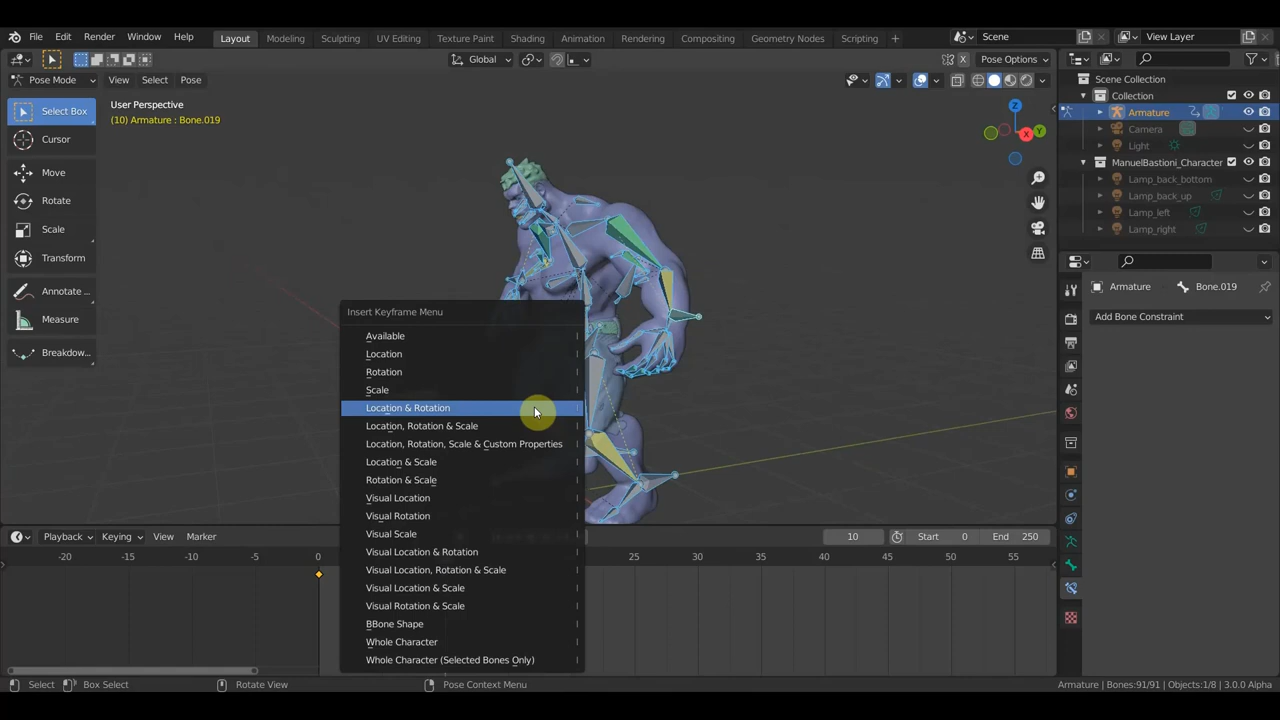 File Edit Render Window Help Layout Modeling Sculpting UV Editing Texture Paint Shading Animation Rendering Compositing Geometry Nodes Scripting + Scene View Layer
Global Pose Options
Pose Mode View Select Pose Scene Collection
Collection
Select Box
User Perspective
(10) Armature : Bone.019
Armature
Z
Y
X
Camera
Cursor
Light
Move
ManuelBastioni_Character
Lamp_back_bottom
Rotate
Lamp_back_up
Lamp_left
Scale
Lamp_right
Transform
Annotate ...
Armature Bone.019
Measure
Add Bone Constraint
Breakdow...
Insert Keyframe Menu
Available I
Location I
Rotation I
Scale I
Location & Rotation I
Location, Rotation & Scale I
Location, Rotation, Scale & Custom Properties I
Location & Scale I
Rotation & Scale I
Visual Location I
Visual Rotation I
Visual Scale I
Visual Location & Rotation I
Visual Location, Rotation & Scale I
Visual Location & Scale I
Visual Rotation & Scale I
BBone Shape I
Whole Character I
Whole Character (Selected Bones Only) I
Playback Keying View Marker 10 Start 0 End 250
-20 -15 -10 -5 0 25 30 35 40 45 50 55
Select Box Select Rotate View Pose Context Menu Armature | Bones:91/91 | Objects:1/8 | 3.0.0 Alpha